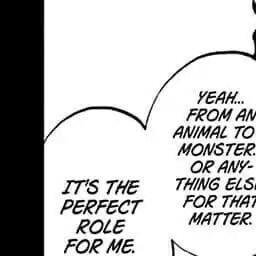 YEAH...
FROM AN
ANIMAL TO
MONSTER.
OR ANY-
THING ELSE
FOR THAT
MATTER.
IT'S THE
PERFECT
ROLE
FOR ME.